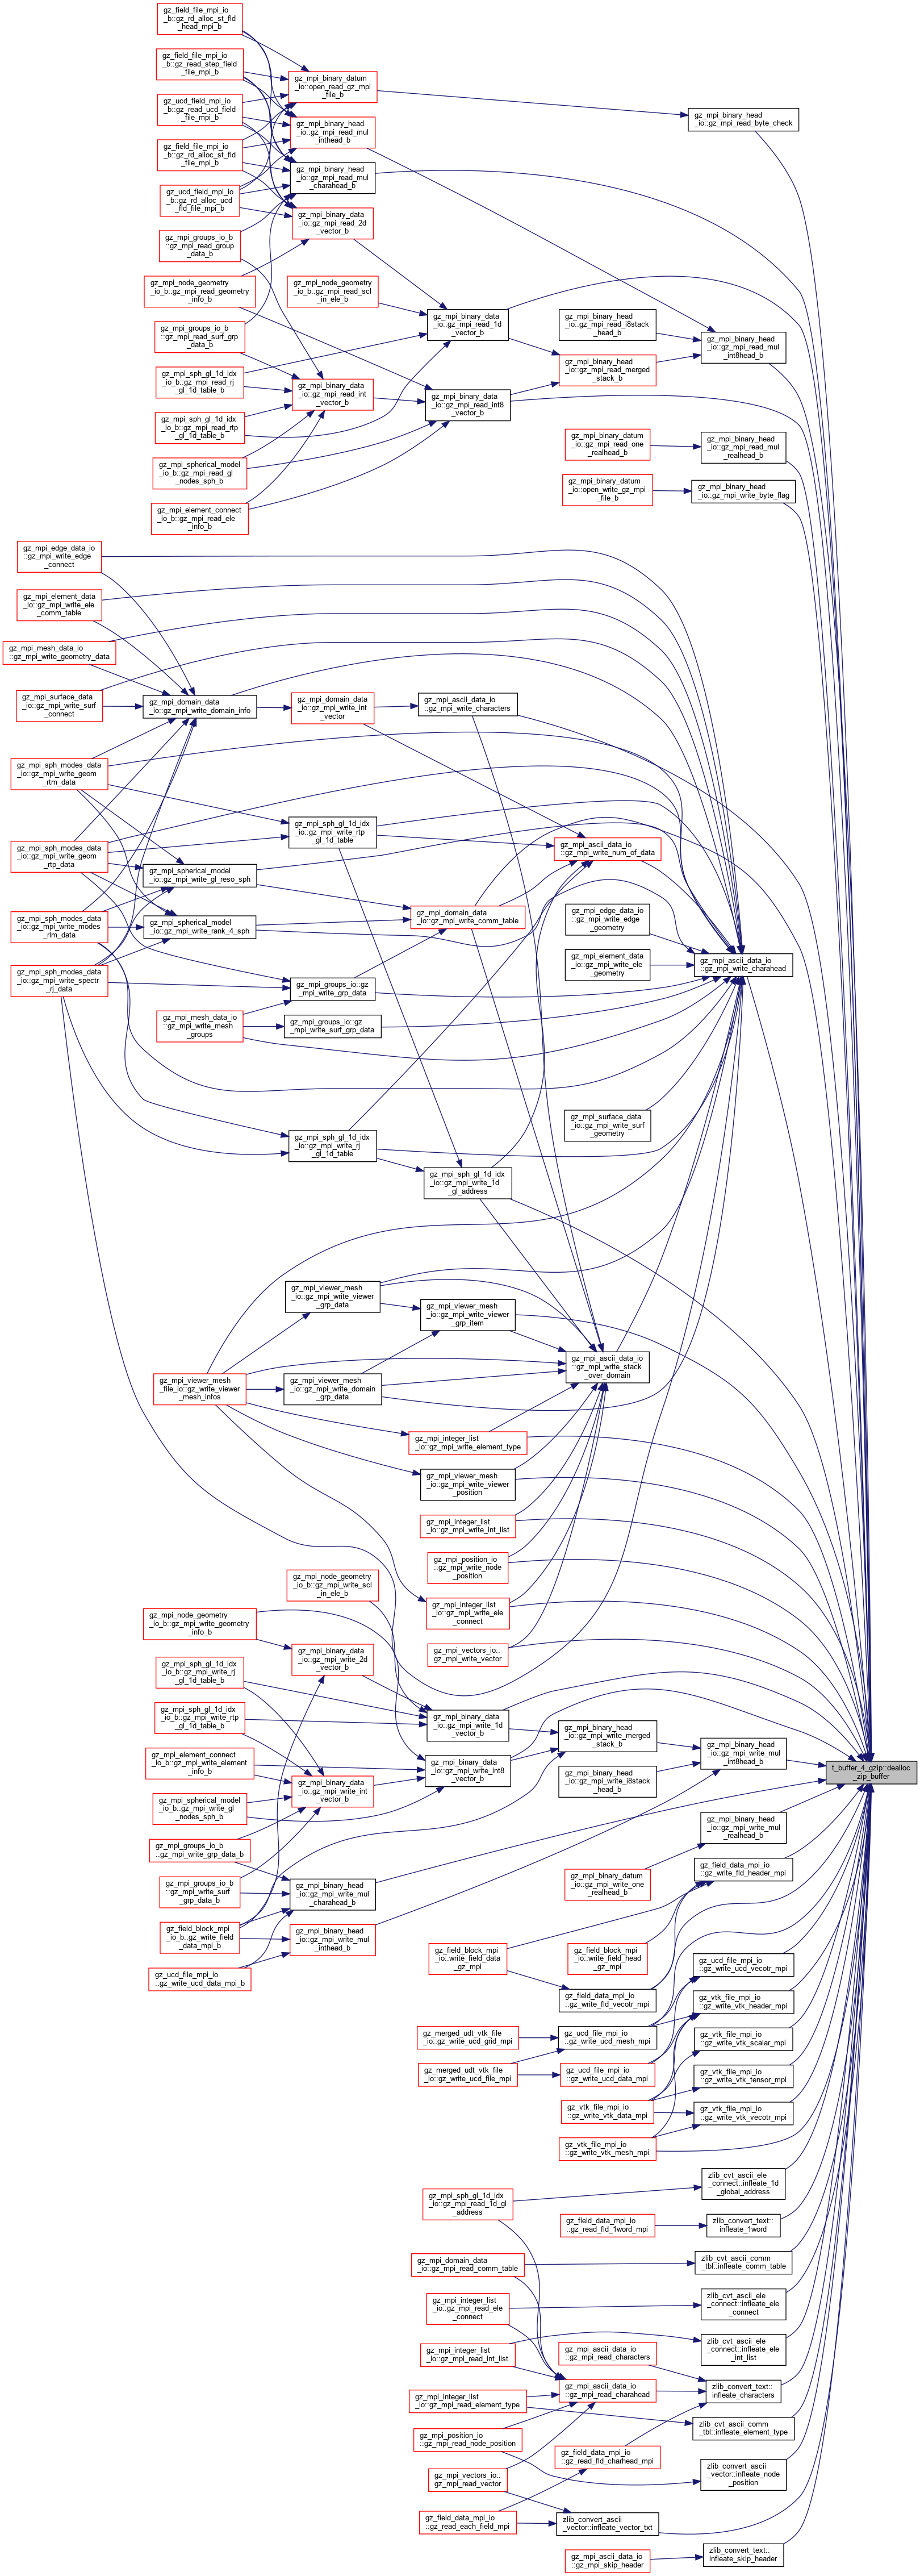 gz_field_file_mpi_io
_b::gz_rd_alloc_st_fld
_head_mpi_b
gz_field_file_mpi_io
_b::gz_read_step_field
_file_mpi_b
gz_mpi_binary_datum
_io::open_read_gz_mpi
_file_b
gz_ucd_field_mpi_io
_b::gz_read_ucd_field
_file_mpi_b
gz_mpi_binary_head
_io::gz_mpi_read_byte_check
gz_mpi_binary_head
_io::gz_mpi_read_mul
_inthead_b
gz_field_file_mpi_io
_b::gz_rd_alloc_st_fld
_file_mpi_b
gz_mpi_binary_head
_io::gz_mpi_read_mul
_charahead_b
gz_ucd_field_mpi_io
_b::gz_rd_alloc_ucd
_fld_file_mpi_b
gz_mpi_binary_data
_io::gz_mpi_read_2d
_vector_b
gz_mpi_groups_io_b
::gz_mpi_read_group
_data_b
gz_mpi_node_geometry
_io_b::gz_mpi_read_geometry
_info_b
gz_mpi_node_geometry
_io_b::gz_mpi_read_scl
_in_ele_b
gz_mpi_binary_data
_io::gz_mpi_read_1d
_vector_b
gz_mpi_binary_head
_io::gz_mpi_read_i8stack
_head_b
gz_mpi_groups_io_b
::gz_mpi_read_surf_grp
_data_b
gz_mpi_binary_head
_io::gz_mpi_read_mul
_int8head_b
gz_mpi_binary_head
_io::gz_mpi_read_merged
_stack_b
gz_mpi_sph_gl_1d_idx
_io_b::gz_mpi_read_rj
_gl_1d_table_b
gz_mpi_binary_data
_io::gz_mpi_read_int
_vector_b
gz_mpi_binary_data
_io::gz_mpi_read_int8
_vector_b
gz_mpi_sph_gl_1d_idx
_io_b::gz_mpi_read_rtp
_gl_1d_table_b
gz_mpi_binary_datum
_io::gz_mpi_read_one
_realhead_b
gz_mpi_binary_head
_io::gz_mpi_read_mul
_realhead_b
gz_mpi_spherical_model
_io_b::gz_mpi_read_gl
_nodes_sph_b
gz_mpi_binary_datum
_io::open_write_gz_mpi
_file_b
gz_mpi_binary_head
_io::gz_mpi_write_byte_flag
gz_mpi_element_connect
_io_b::gz_mpi_read_ele
_info_b
gz_mpi_edge_data_io
::gz_mpi_write_edge
_connect
gz_mpi_element_data
_io::gz_mpi_write_ele
_comm_table
gz_mpi_mesh_data_io
::gz_mpi_write_geometry_data
gz_mpi_surface_data
_io::gz_mpi_write_surf
_connect
gz_mpi_domain_data
_io::gz_mpi_write_domain_info
gz_mpi_domain_data
_io::gz_mpi_write_int
_vector
gz_mpi_ascii_data_io
::gz_mpi_write_characters
gz_mpi_sph_modes_data
_io::gz_mpi_write_geom
_rtm_data
gz_mpi_sph_gl_1d_idx
_io::gz_mpi_write_rtp
_gl_1d_table
gz_mpi_ascii_data_io
::gz_mpi_write_num_of_data
gz_mpi_sph_modes_data
_io::gz_mpi_write_geom
_rtp_data
gz_mpi_spherical_model
_io::gz_mpi_write_gl_reso_sph
gz_mpi_sph_modes_data
_io::gz_mpi_write_modes
_rlm_data
gz_mpi_spherical_model
_io::gz_mpi_write_rank_4_sph
gz_mpi_domain_data
_io::gz_mpi_write_comm_table
gz_mpi_edge_data_io
::gz_mpi_write_edge
_geometry
gz_mpi_element_data
_io::gz_mpi_write_ele
_geometry
gz_mpi_ascii_data_io
::gz_mpi_write_charahead
gz_mpi_sph_modes_data
_io::gz_mpi_write_spectr
_rj_data
gz_mpi_groups_io::gz
_mpi_write_grp_data
gz_mpi_mesh_data_io
::gz_mpi_write_mesh
_groups
gz_mpi_groups_io::gz
_mpi_write_surf_grp_data
gz_mpi_surface_data
_io::gz_mpi_write_surf
_geometry
gz_mpi_sph_gl_1d_idx
_io::gz_mpi_write_rj
_gl_1d_table
gz_mpi_sph_gl_1d_idx
_io::gz_mpi_write_1d
_gl_address
gz_mpi_viewer_mesh
_io::gz_mpi_write_viewer
_grp_data
gz_mpi_viewer_mesh
_io::gz_mpi_write_viewer
_grp_item
gz_mpi_ascii_data_io
::gz_mpi_write_stack
_over_domain
gz_mpi_viewer_mesh
_file_io::gz_write_viewer
_mesh_infos
gz_mpi_viewer_mesh
_io::gz_mpi_write_domain
_grp_data
gz_mpi_integer_list
_io::gz_mpi_write_element_type
gz_mpi_viewer_mesh
_io::gz_mpi_write_viewer
_position
gz_mpi_integer_list
_io::gz_mpi_write_int_list
gz_mpi_position_io
::gz_mpi_write_node
_position
gz_mpi_node_geometry
_io_b::gz_mpi_write_scl
_in_ele_b
gz_mpi_integer_list
_io::gz_mpi_write_ele
_connect
gz_mpi_node_geometry
_io_b::gz_mpi_write_geometry
_info_b
gz_mpi_vectors_io::
gz_mpi_write_vector
gz_mpi_binary_data
_io::gz_mpi_write_2d
_vector_b
gz_mpi_sph_gl_1d_idx
_io_b::gz_mpi_write_rj
_gl_1d_table_b
gz_mpi_sph_gl_1d_idx
_io_b::gz_mpi_write_rtp
_gl_1d_table_b
gz_mpi_binary_data
_io::gz_mpi_write_1d
_vector_b
gz_mpi_binary_head
_io::gz_mpi_write_merged
_stack_b
gz_mpi_binary_head
_io::gz_mpi_write_mul
_int8head_b
gz_mpi_element_connect
_io_b::gz_mpi_write_element
_info_b
gz_mpi_binary_data
_io::gz_mpi_write_int8
_vector_b
t_buffer_4_gzip::dealloc
_zip_buffer
gz_mpi_binary_head
_io::gz_mpi_write_i8stack
_head_b
gz_mpi_binary_data
_io::gz_mpi_write_int
_vector_b
gz_mpi_spherical_model
_io_b::gz_mpi_write_gl
_nodes_sph_b
gz_mpi_binary_head
_io::gz_mpi_write_mul
_realhead_b
gz_mpi_groups_io_b
::gz_mpi_write_grp_data_b
gz_mpi_groups_io_b
::gz_mpi_write_surf
_grp_data_b
gz_mpi_binary_head
_io::gz_mpi_write_mul
_charahead_b
gz_mpi_binary_datum
_io::gz_mpi_write_one
_realhead_b
gz_field_data_mpi_io
::gz_write_fld_header_mpi
gz_field_block_mpi
_io_b::gz_write_field
_data_mpi_b
gz_mpi_binary_head
_io::gz_mpi_write_mul
_inthead_b
gz_field_block_mpi
_io::write_field_data
_gz_mpi
gz_field_block_mpi
_io::write_field_head
_gz_mpi
gz_ucd_file_mpi_io
::gz_write_ucd_data_mpi_b
gz_ucd_file_mpi_io
::gz_write_ucd_vecotr_mpi
gz_field_data_mpi_io
::gz_write_fld_vecotr_mpi
gz_vtk_file_mpi_io
::gz_write_vtk_header_mpi
gz_merged_udt_vtk_file
_io::gz_write_ucd_grid_mpi
gz_ucd_file_mpi_io
::gz_write_ucd_mesh_mpi
gz_vtk_file_mpi_io
::gz_write_vtk_scalar_mpi
gz_merged_udt_vtk_file
_io::gz_write_ucd_file_mpi
gz_ucd_file_mpi_io
::gz_write_ucd_data_mpi
gz_vtk_file_mpi_io
::gz_write_vtk_tensor_mpi
gz_vtk_file_mpi_io
::gz_write_vtk_data_mpi
gz_vtk_file_mpi_io
::gz_write_vtk_vecotr_mpi
gz_vtk_file_mpi_io
::gz_write_vtk_mesh_mpi
zlib_cvt_ascii_ele
_connect::infleate_1d
_global_address
gz_mpi_sph_gl_1d_idx
_io::gz_mpi_read_1d_gl
_address
gz_field_data_mpi_io
::gz_read_fld_1word_mpi
zlib_convert_text::
infleate_1word
gz_mpi_domain_data
_io::gz_mpi_read_comm_table
zlib_cvt_ascii_comm
_tbl::infleate_comm_table
gz_mpi_integer_list
_io::gz_mpi_read_ele
_connect
zlib_cvt_ascii_ele
_connect::infleate_ele
_connect
gz_mpi_integer_list
_io::gz_mpi_read_int_list
gz_mpi_ascii_data_io
::gz_mpi_read_characters
zlib_cvt_ascii_ele
_connect::infleate_ele
_int_list
gz_mpi_ascii_data_io
::gz_mpi_read_charahead
zlib_convert_text::
infleate_characters
gz_mpi_integer_list
_io::gz_mpi_read_element_type
zlib_cvt_ascii_comm
_tbl::infleate_element_type
gz_mpi_position_io
::gz_mpi_read_node_position
gz_field_data_mpi_io
::gz_read_fld_charhead_mpi
zlib_convert_ascii
_vector::infleate_node
_position
gz_mpi_vectors_io::
gz_mpi_read_vector
gz_field_data_mpi_io
::gz_read_each_field_mpi
zlib_convert_ascii
_vector::infleate_vector_txt
gz_mpi_ascii_data_io
::gz_mpi_skip_header
zlib_convert_text::
infleate_skip_header